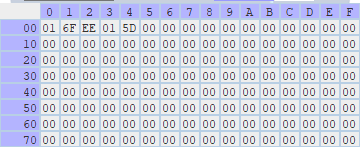 0 1 2 3 4 5 6 7 8 9 A B C D E F
00 01 6F EE 01 5D 00 00 00 00 00 00 00 00 00 00 00
10 00 00 00 00 00 00 00 00 00 00 00 00 00 00 00 00
20 00 00 00 00 00 00 00 00 00 00 00 00 00 00 00 00
30 00 00 00 00 00 00 00 00 00 00 00 00 00 00 00 00
40 00 00 00 00 00 00 00 00 00 00 00 00 00 00 00 00
50 00 00 00 00 00 00 00 00 00 00 00 00 00 00 00 00
60 00 00 00 00 00 00 00 00 00 00 00 00 00 00 00 00
70 00 00 00 00 00 00 00 00 00 00 00 00 00 00 00 00